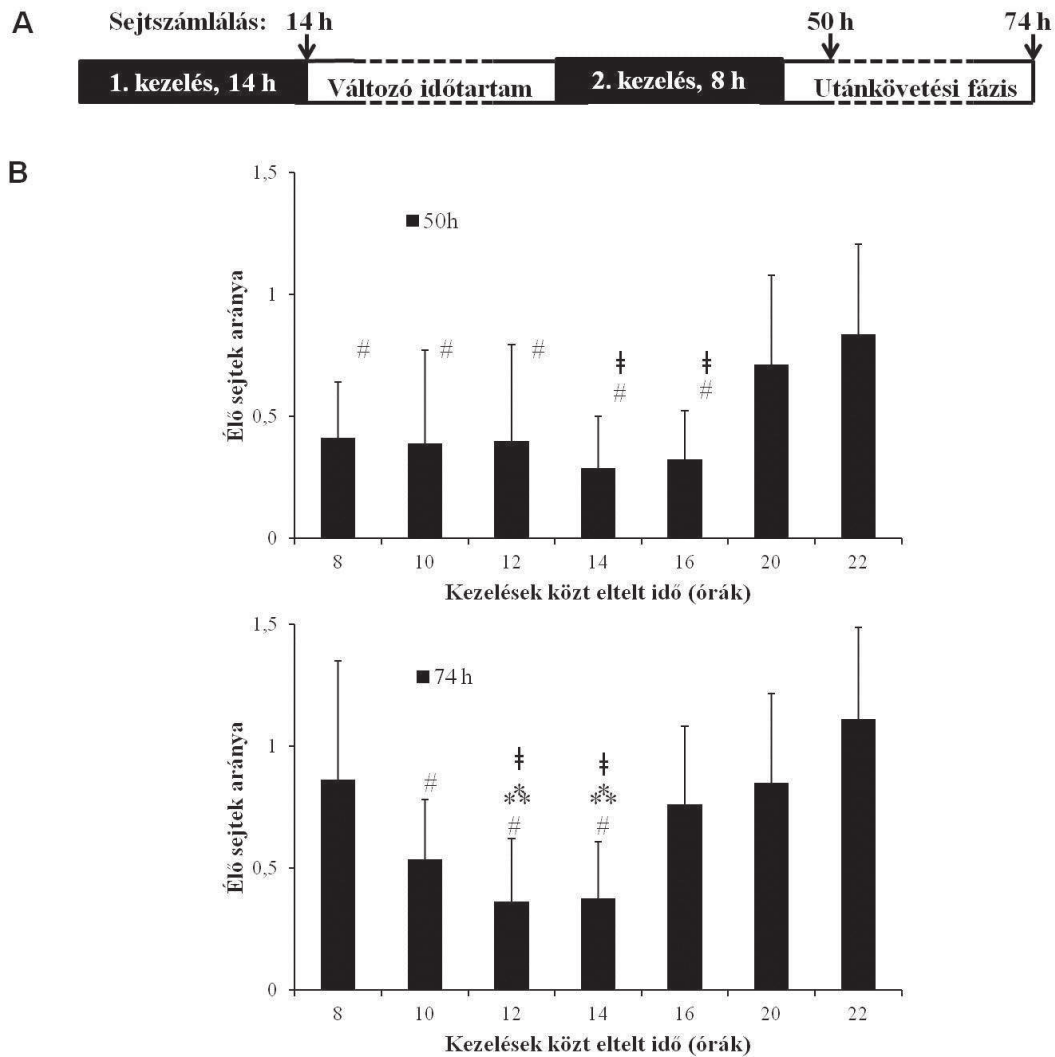 A
Sejtszámlálás: 14 h 50 h 74 h
1. kezelés, 14 h Változó időtartam 2. kezelés, 8 h Utánkövetési fázis
B
1,5
50h
1
Élő sejtek aránya
# # # ǂ ǂ
# #
0,5
0
8 10 12 14 16 20 22
Kezelések közt eltelt idő (órák)
1,5
74 h
1
Élő sejtek aránya
ǂ ǂ
# *** ***
# #
0,5
0
8 10 12 14 16 20 22
Kezelések közt eltelt idő (órák)